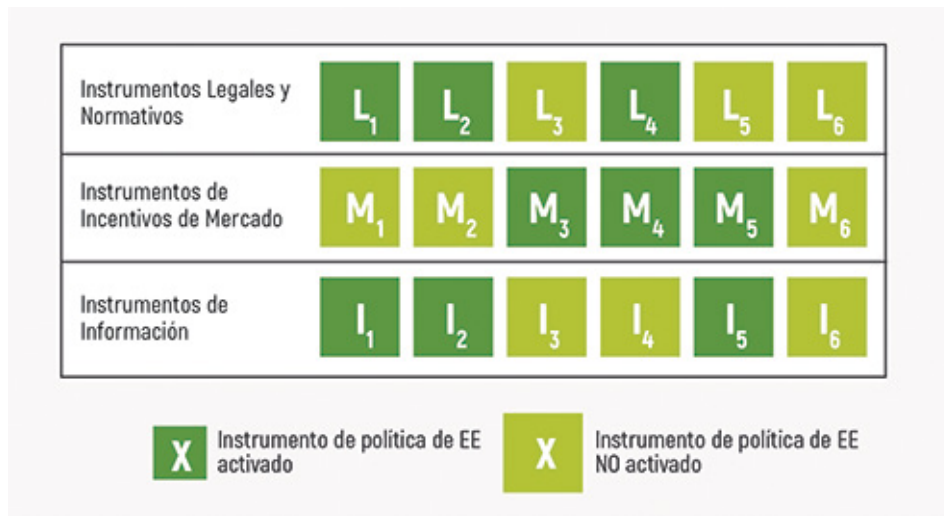 Instrumentos Legales y
Normativos
L1 L2 L3 L4 L5 L6
Instrumentos de
Incentivos de Mercado
M1 M2 M3 M4 M5 M6
Instrumentos de
Información
I1 I2 I3 I4 I5 I6
X Instrumento de política de EE
activado
X Instrumento de política de EE
NO activado